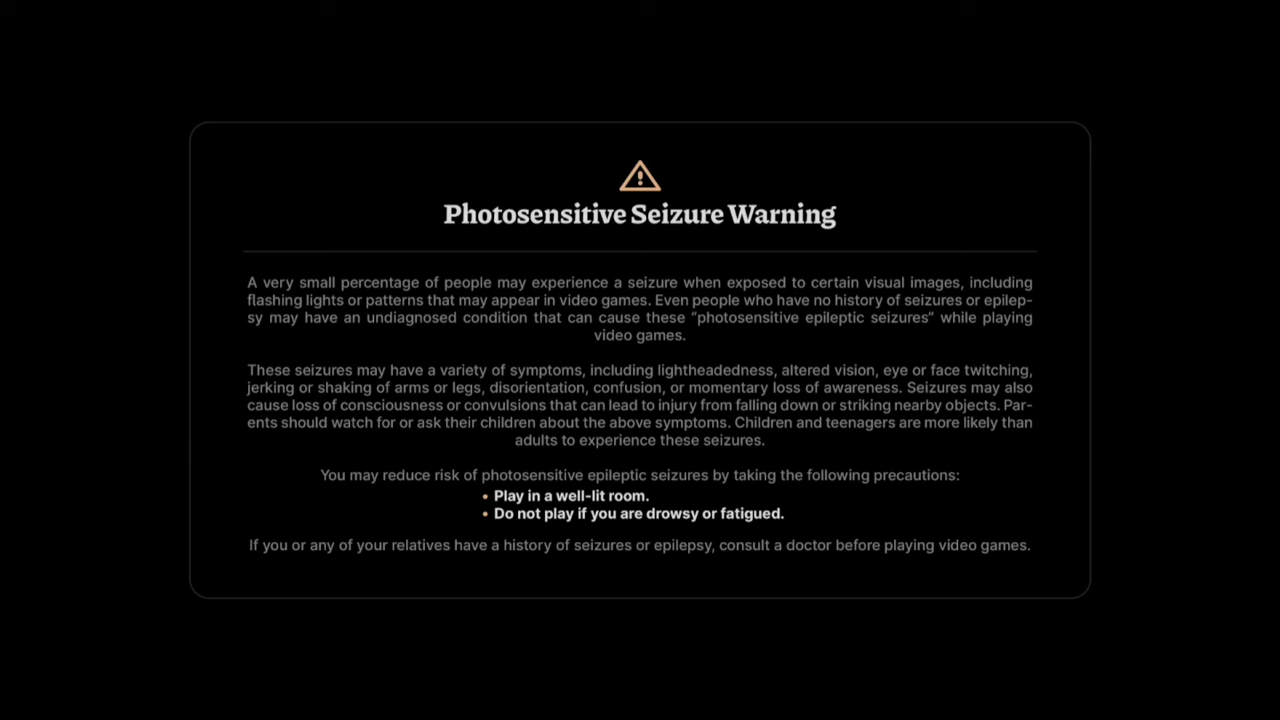 Photosensitive Seizure Warning
A very small percentage of people may experience a seizure when exposed to certain visual images, including
flashing lights or patterns that may appear in video games. Even people who have no history of seizures or epilep-
sy may have an undiagnosed condition that can cause these “photosensitive epileptic seizures” while playing
video games.
These seizures may have a variety of symptoms, including lightheadedness, altered vision, eye or face twitching,
jerking or shaking of arms or legs, disorientation, confusion, or momentary loss of awareness. Seizures may also
cause loss of consciousness or convulsions that can lead to injury from falling down or striking nearby objects. Par-
ents should watch for or ask their children about the above symptoms. Children and teenagers are more likely than
adults to experience these seizures.
You may reduce risk of photosensitive epileptic seizures by taking the following precautions:
• Play in a well-lit room.
• Do not play if you are drowsy or fatigued.
If you or any of your relatives have a history of seizures or epilepsy, consult a doctor before playing video games.